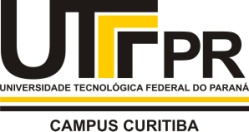 UTFPR
UNIVERSIDADE TECNOLÓGICA FEDERAL DO PARANÁ
CAMPUS CURITIBA